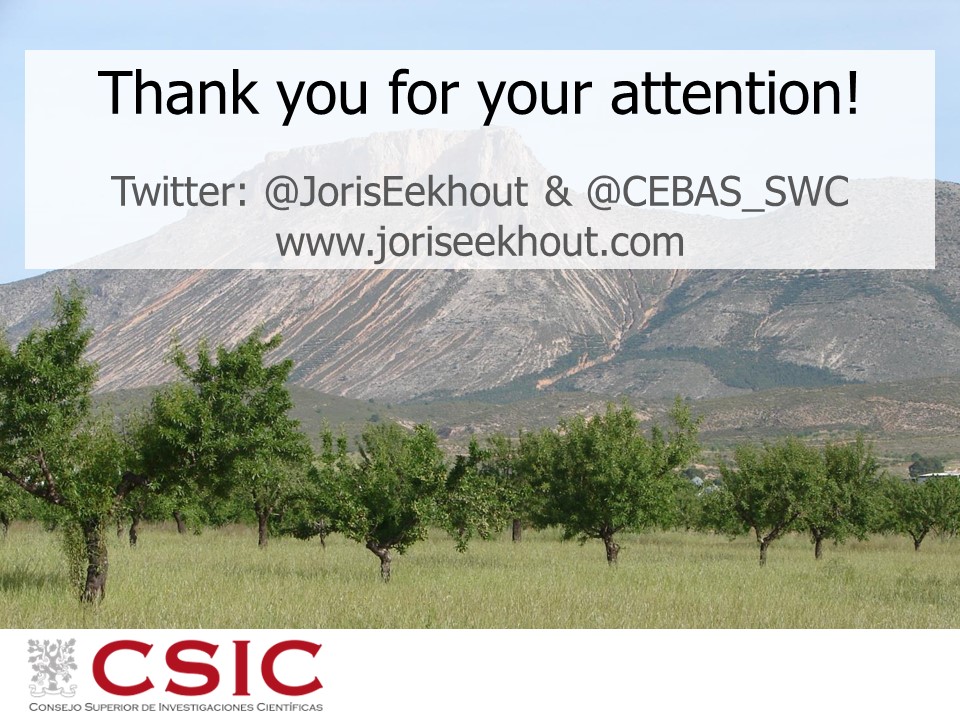 Thank you for your attention!
Twitter: @JorisEekhout & @CEBAS_SWC
www.joriseekhout.com
CSIC
CONSEJO SUPERIOR DE INVESTIGACIONES CIENTÍFICAS